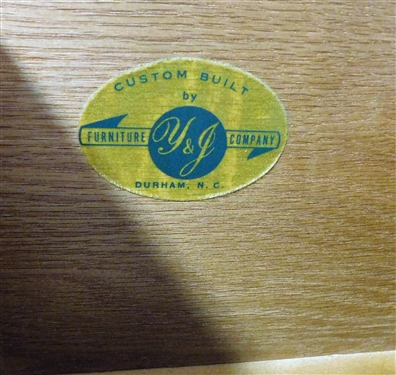 CUSTOM BUILT
by
FURNITURE Y & J COMPANY
DURHAM, N. C.